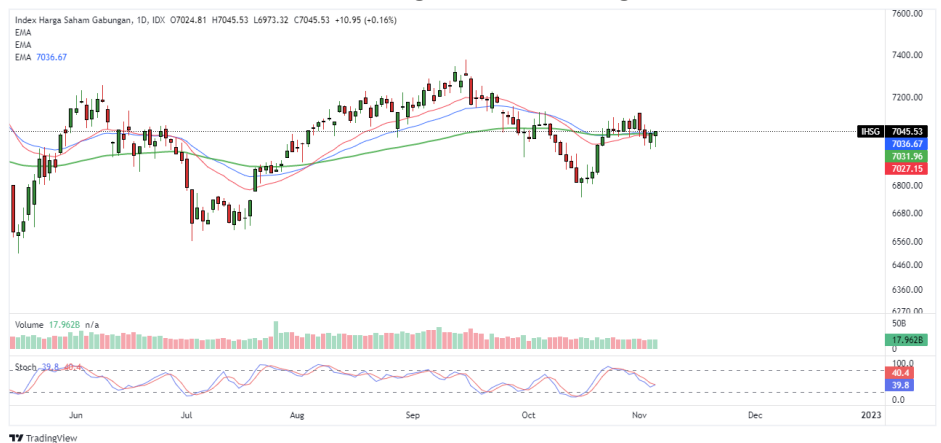 Index Harga Saham Gabungan, 1D, IDX O7024.81 H7045.53 L6973.32 C7045.53 +10.95 (+0.16%)
EMA
EMA
EMA 7036.67
7600.00
7400.00
7200.00
IHSG 7045.53
7036.67
7031.96
7027.15
6800.00
6680.00
6560.00
6460.00
6360.00
6270.00
Volume 17.962B n/a
50B
17.962B
0
Stoch 39.8 40.4
100.0
40.4
39.8
0.0
Jun Jul Aug Sep Oct Nov Dec 2023
TradingView